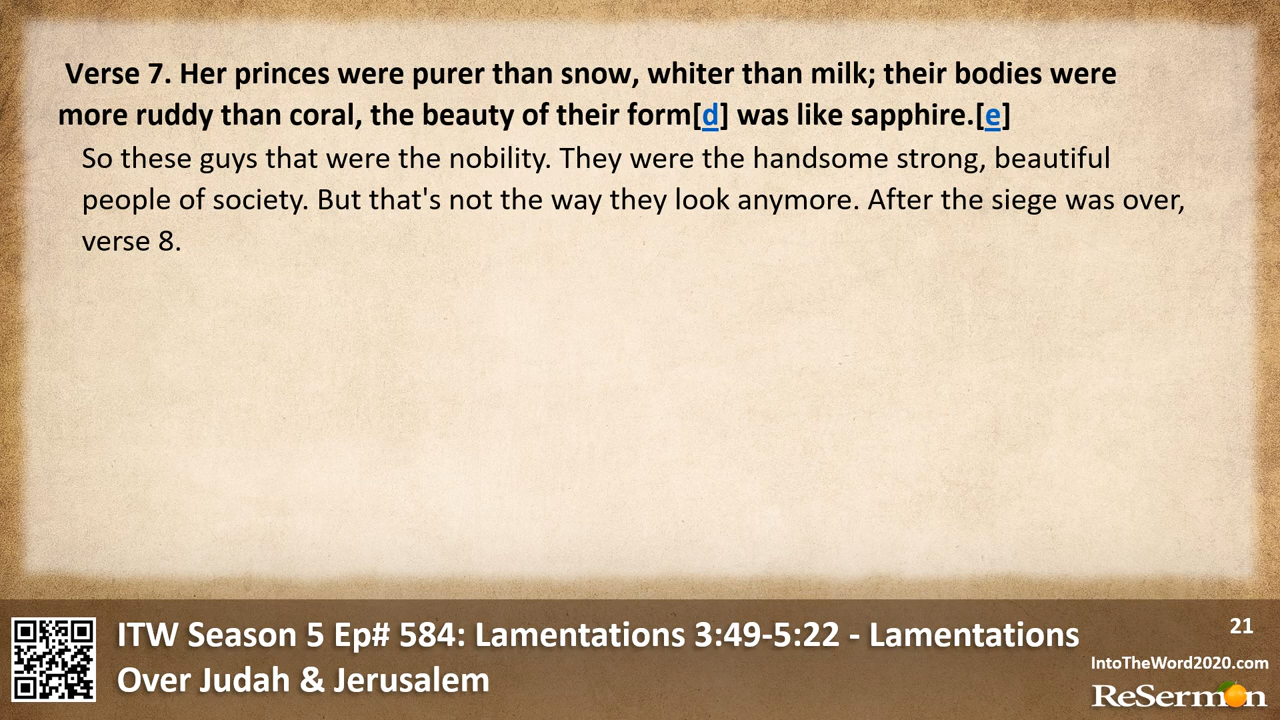 Verse 7. Her princes were purer than snow, whiter than milk; their bodies were
more ruddy than coral, the beauty of their form[d] was like sapphire.[e]
So these guys that were the nobility. They were the handsome strong, beautiful
people of society. But that's not the way they look anymore. After the siege was over,
verse 8.
ITW Season 5 Ep# 584: Lamentations 3:49-5:22 - Lamentations
Over Judah & Jerusalem
21
IntoTheWord2020.com
ReSermon